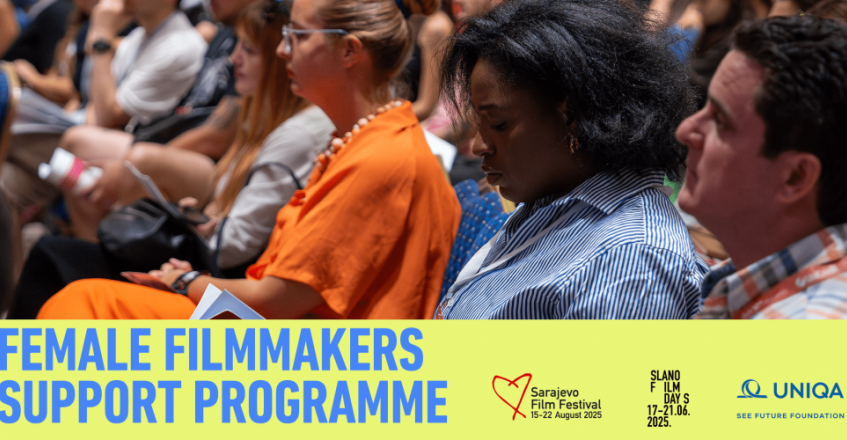 FEMALE FILMMAKERS
SUPPORT PROGRAMME
Sarajevo
Film Festival
15-22 August 2025
SLANO
F ILM
DAY S
17-21.06.
2025.
UNIQA
SEE FUTURE FOUNDATION